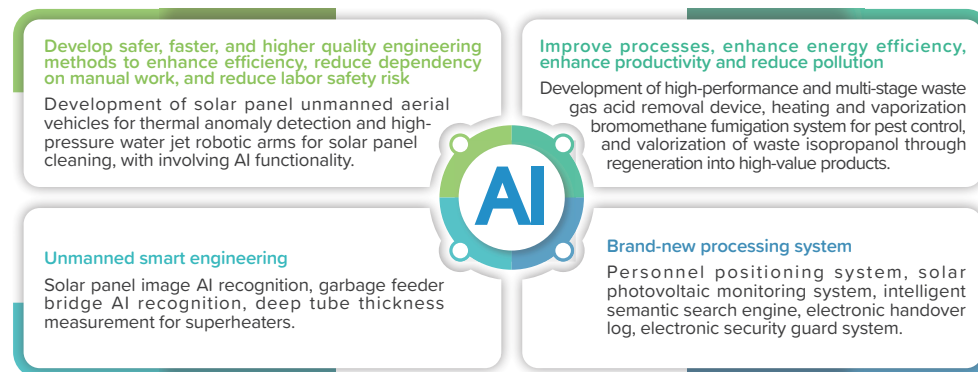 Develop safer, faster, and higher quality engineering
methods to enhance efficiency, reduce dependency
on manual work, and reduce labor safety risk
Development of solar panel unmanned aerial
vehicles for thermal anomaly detection and high-
pressure water jet robotic arms for solar panel
cleaning, with involving AI functionality.
Improve processes, enhance energy efficiency,
enhance productivity and reduce pollution
Development of high-performance and multi-stage waste
gas acid removal device, heating and vaporization
bromomethane fumigation system for pest control,
and valorization of waste isopropanol through
regeneration into high-value products.
AI
Unmanned smart engineering
Solar panel image AI recognition, garbage feeder
bridge AI recognition, deep tube thickness
measurement for superheaters.
Brand-new processing system
Personnel positioning system, solar
photovoltaic monitoring system, intelligent
semantic search engine, electronic handover
log, electronic security guard system.